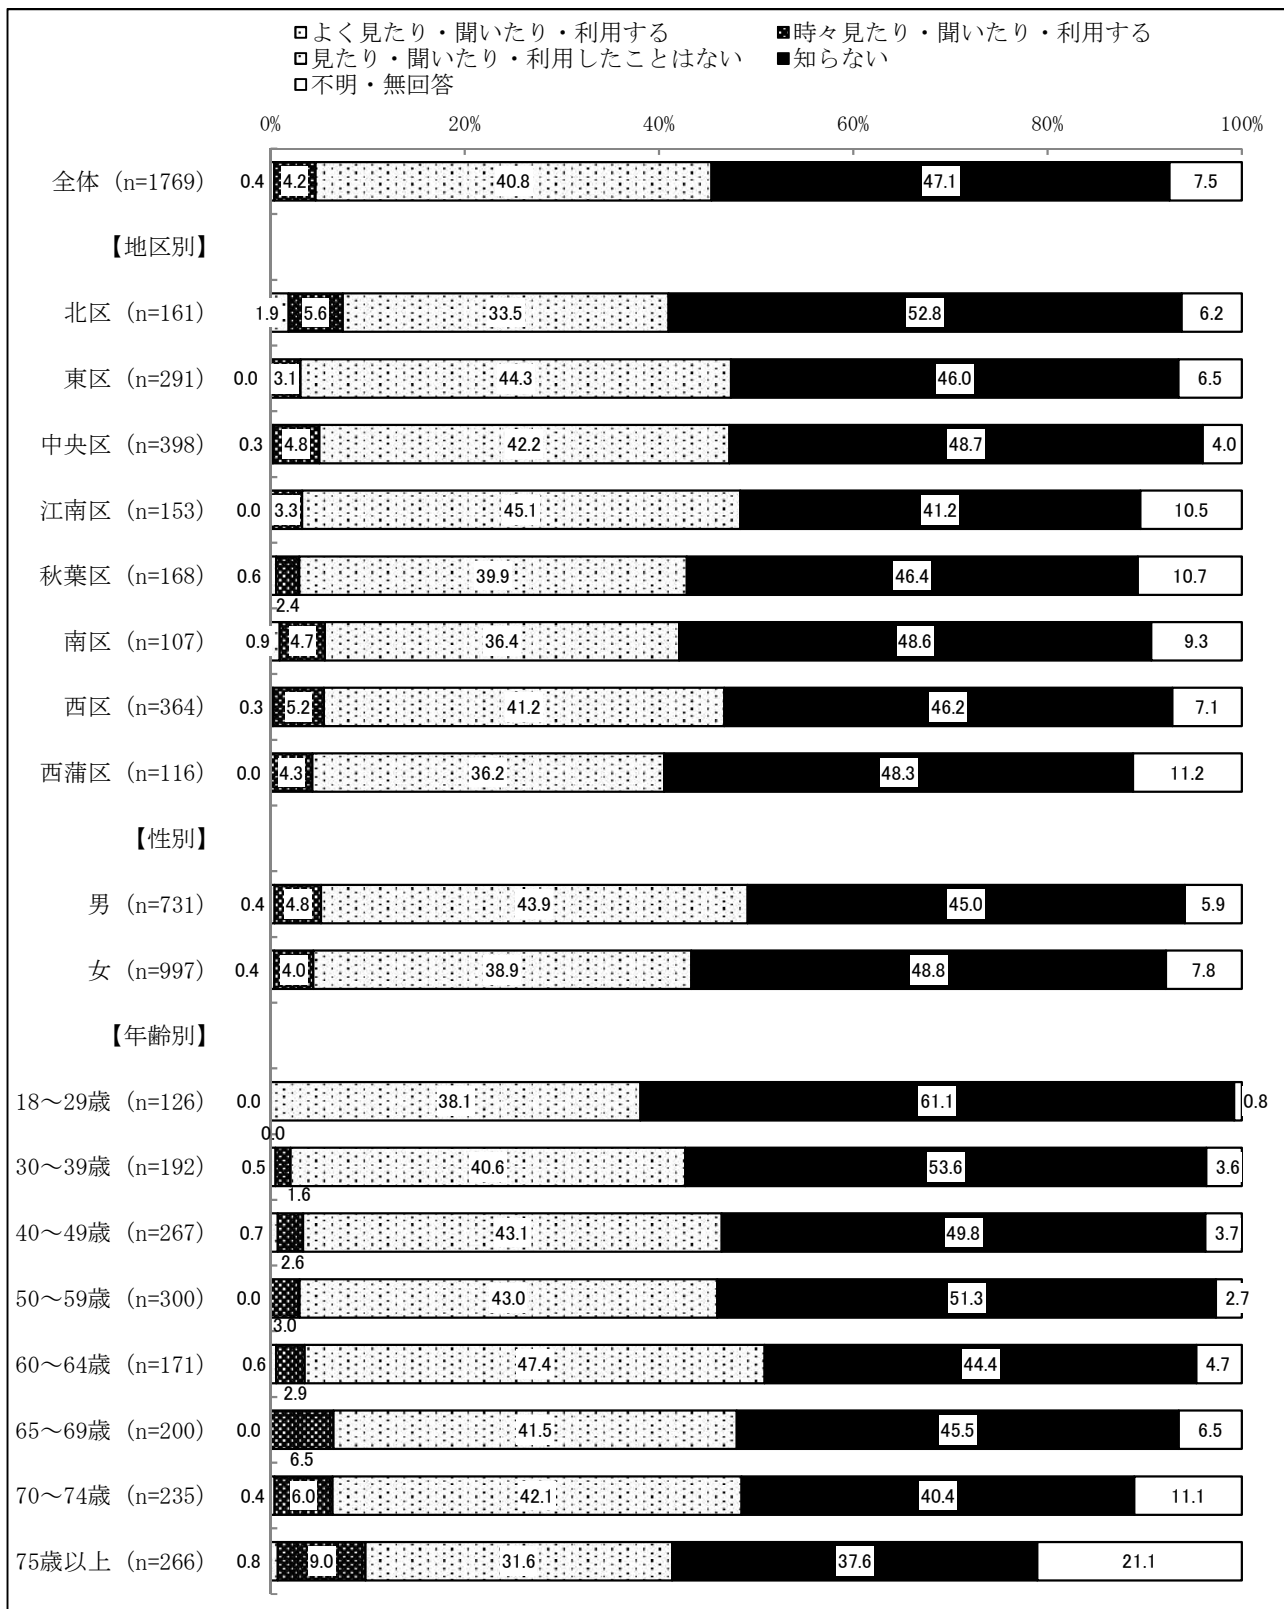 よく見たり・聞いたり・利用する 時々見たり・聞いたり・利用する
見たり・聞いたり・利用したことはない 知らない
不明・無回答
0% 20% 40% 60% 80% 100%
全体 (n=1769) 0.4 4.2 40.8 47.1 7.5
【地区別】
北区 (n=161) 1.9 5.6 33.5 52.8 6.2
東区 (n=291) 0.0 3.1 44.3 46.0 6.5
中央区 (n=398) 0.3 4.8 42.2 48.7 4.0
江南区 (n=153) 0.0 3.3 45.1 41.2 10.5
秋葉区 (n=168) 0.6 39.9 46.4 10.7
2.4
南区 (n=107) 0.9 4.7 36.4 48.6 9.3
西区 (n=364) 0.3 5.2 41.2 46.2 7.1
西蒲区 (n=116) 0.0 4.3 36.2 48.3 11.2
【性別】
男 (n=731) 0.4 4.8 43.9 45.0 5.9
女 (n=997) 0.4 4.0 38.9 48.8 7.8
【年齢別】
18～29歳 (n=126) 0.0 38.1 61.1 0.8
0.0
30～39歳 (n=192) 0.5 40.6 53.6 3.6
1.6
40～49歳 (n=267) 0.7 43.1 49.8 3.7
2.6
50～59歳 (n=300) 0.0 43.0 51.3 2.7
3.0
60～64歳 (n=171) 0.6 47.4 44.4 4.7
2.9
65～69歳 (n=200) 0.0 41.5 45.5 6.5
6.5
70～74歳 (n=235) 0.4 6.0 42.1 40.4 11.1
75歳以上 (n=266) 0.8 9.0 31.6 37.6 21.1